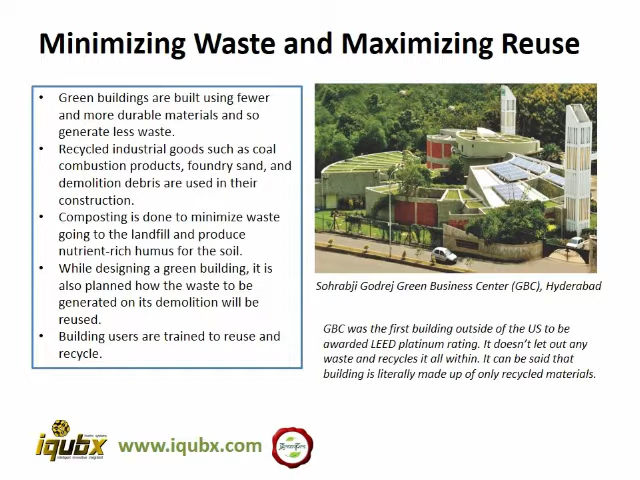 Minimizing Waste and Maximizing Reuse
• Green buildings are built using fewer
and more durable materials and so
generate less waste.
• Recycled industrial goods such as coal
combustion products, foundry sand, and
demolition debris are used in their
construction.
• Composting is done to minimize waste
going to the landfill and produce
nutrient-rich humus for the soil.
• While designing a green building, it is
also planned how the waste to be
generated on its demolition will be
reused.
• Building users are trained to reuse and
recycle.
Sohrabji Godrej Green Business Center (GBC), Hyderabad
GBC was the first building outside of the US to be
awarded LEED platinum rating. It doesn't let out any
waste and recycles it all within. It can be said that
building is literally made up of only recycled materials.
iqubx
www.iqubx.com